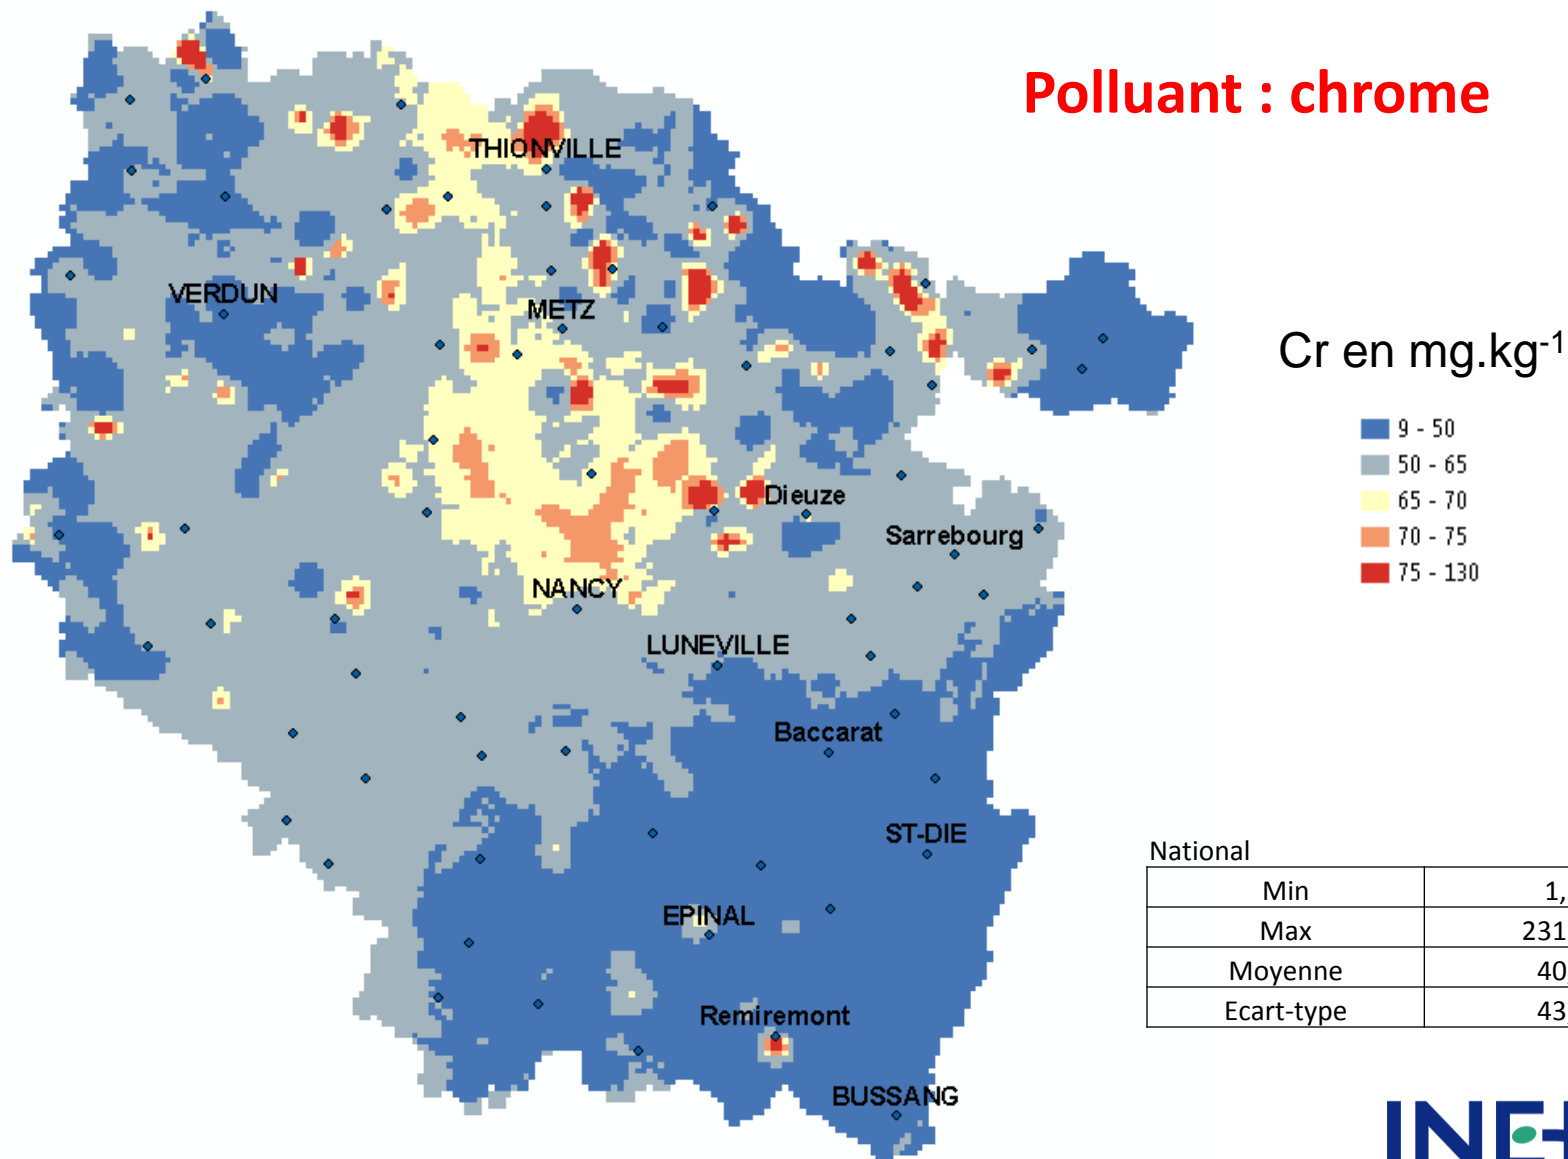 Polluant : chrome
THIONVILLE
VERDUN
METZ
Cr en mg.kg-1
9 - 50
50 - 65
65 - 70
70 - 75
75 - 130
Dieuze
Sarrebourg
NANCY
LUNEVILLE
Baccarat
ST-DIE
EPINAL
Remiremont
BUSSANG
National
Min 1,
Max 231
Moyenne 40,
Ecart-type 43,